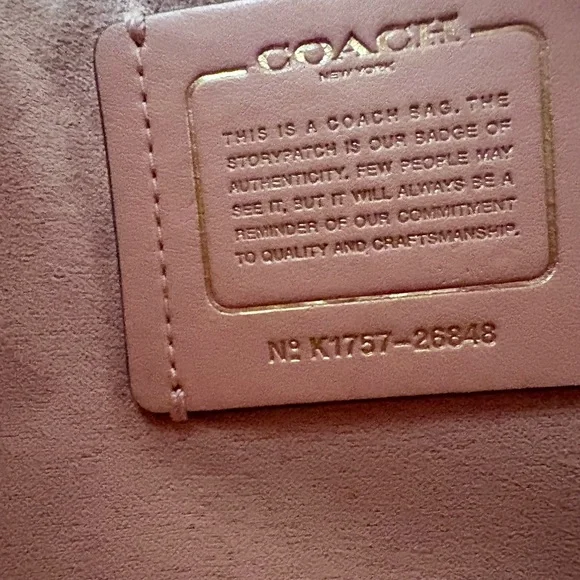 COACH
NEW YORK
THIS IS A COACH BAG. THE
STORYPATCH IS OUR BADGE OF
AUTHENTICITY. FEW PEOPLE MAY
SEE IT, BUT IT WILL ALWAYS BE A
REMINDER OF OUR COMMITMENT
TO QUALITY AND CRAFTSMANSHIP.
Nº K1757-26848